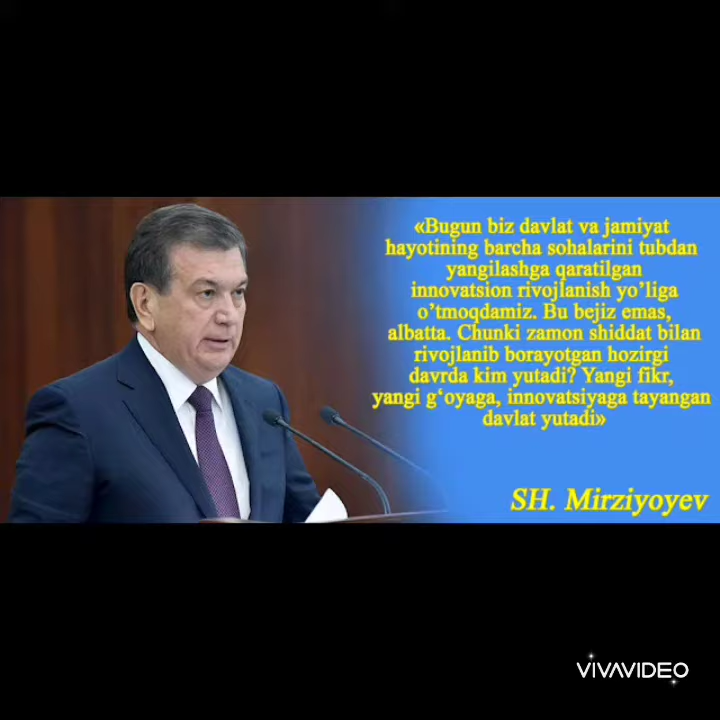 «Bugun biz davlat va jamiyat
hayotining barcha sohalarini tubdan
yangilashga qaratilgan
innovatsion rivojlanish yo’liga
o’tmoqdamiz. Bu bejiz emas,
albatta. Chunki zamon shiddat bilan
rivojlanib borayotgan hozirgi
davrda kim yutadi? Yangi fikr,
yangi g‘oyaga, innovatsiyaga tayangan
davlat yutadi»
SH. Mirziyoyev
VIVAVIDEO